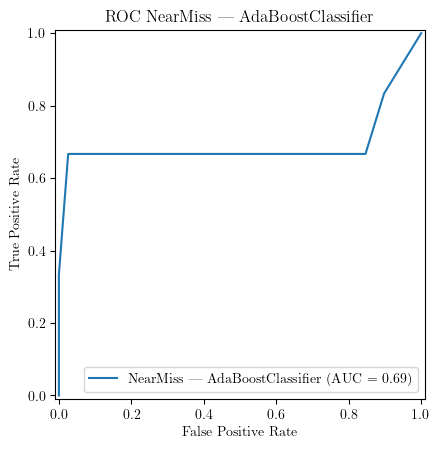 ROC NearMiss — AdaBoostClassifier
1.0
0.8
0.6
0.4
0.2
0.0
True Positive Rate
NearMiss — AdaBoostClassifier (AUC = 0.69)
0.0 0.2 0.4 0.6 0.8 1.0
False Positive Rate